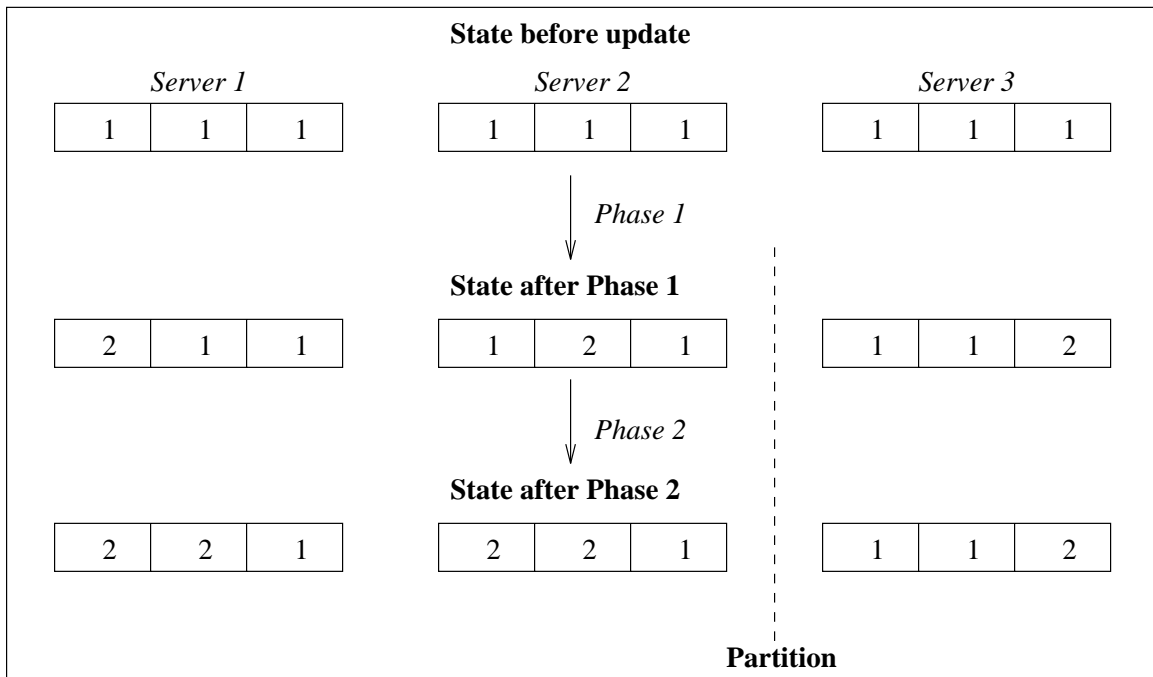 State before update
Server 1 Server 2 Server 3
1 1 1 1 1 1 1 1 1
Phase 1
State after Phase 1
2 1 1 1 2 1 1 1 2
Phase 2
State after Phase 2
2 2 1 2 2 1 1 1 2
Partition